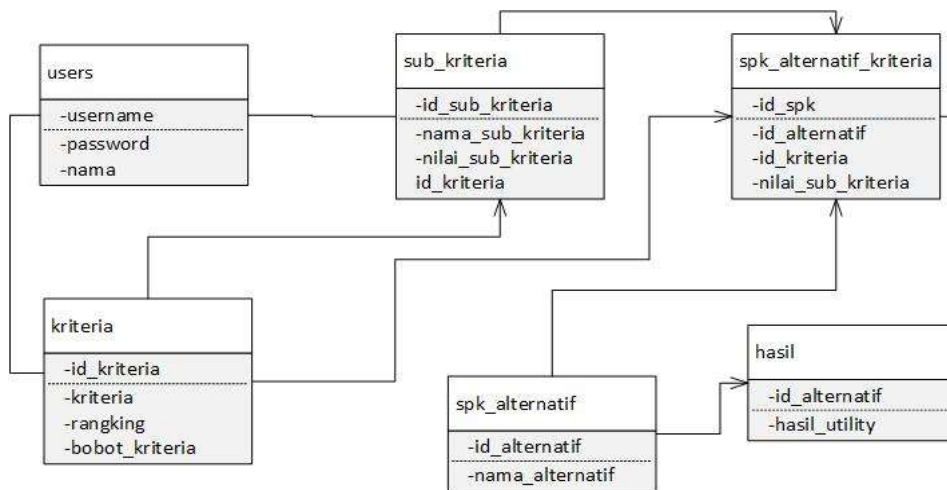 users
-username
-password
-nama
sub_kriteria
-id_sub_kriteria
-nama_sub_kriteria
-nilai_sub_kriteria
id_kriteria
spk_alternatif_kriteria
-id_spk
-id_alternatif
-id_kriteria
-nilai_sub_kriteria
kriteria
-id_kriteria
-kriteria
-rangking
-bobot_kriteria
spk_alternatif
-id_alternatif
-nama_alternatif
hasil
-id_alternatif
-hasil_utility